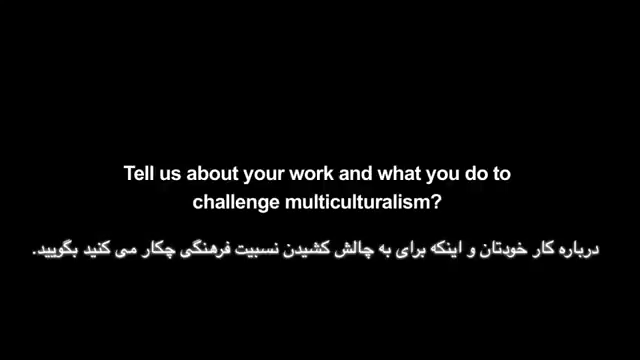 Tell us about your work and what you do to
challenge multiculturalism?
درباره کار خودتان و اینکه برای به چالش کشیدن نسبیت فرهنگی چکار می کنید بگویید.